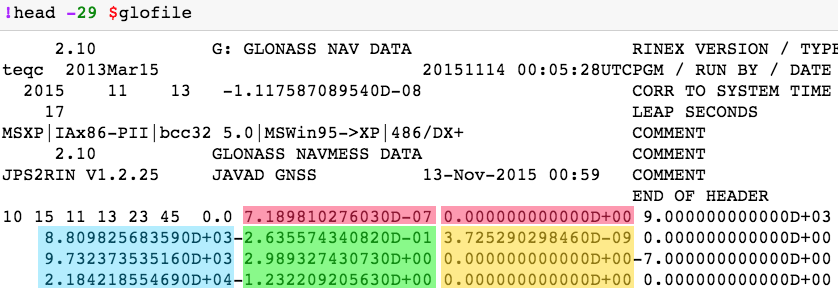 !head -29 $glofile
2.10 G: GLONASS NAV DATA RINEX VERSION / TYPE
teqc 2013Mar15 20151114 00:05:28UTCPGM / RUN BY / DATE
2015 11 13 -1.117587089540D-08 CORR TO SYSTEM TIME
17 LEAP SECONDS
MSXP|IAx86-PII|bcc32 5.0|MSWin95->XP|486/DX+ COMMENT
2.10 GLONASS NAVMESS DATA COMMENT
JPS2RIN V1.2.25 JAVAD GNSS 13-Nov-2015 00:59 COMMENT
END OF HEADER
10 15 11 13 23 45 0.0 7.189810276030D-07 0.000000000000D+00 9.000000000000D+03
8.809825683590D+03-2.635574340820D-01 3.725290298460D-09 0.000000000000D+00
9.732373535160D+03 2.989327430730D+00 0.000000000000D+00-7.000000000000D+00
2.184218554690D+04-1.232209205630D+00 0.000000000000D+00 0.000000000000D+00